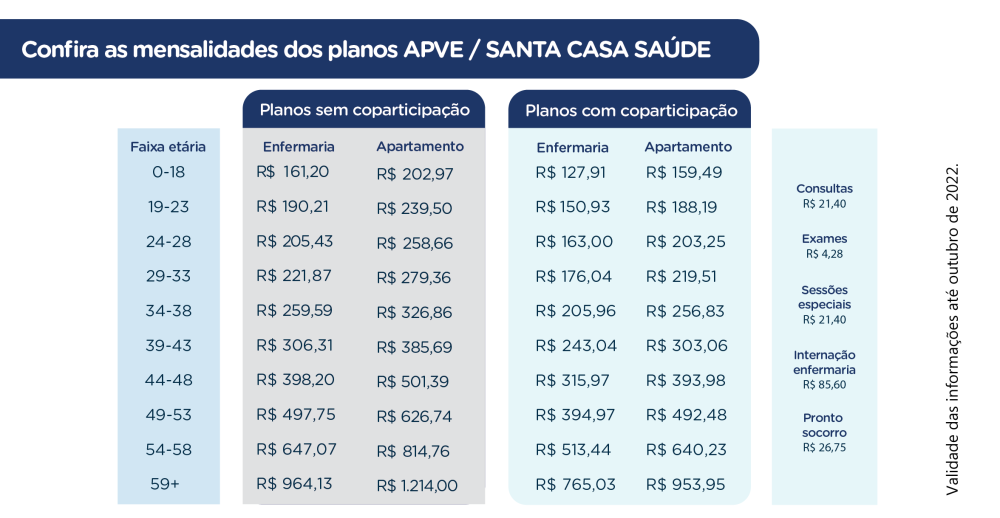 Confira as mensalidades dos planos APVE / SANTA CASA SAÚDE
Planos sem coparticipação Planos com coparticipação
Faixa etária Enfermaria Apartamento Enfermaria Apartamento
0-18 R$ 161,20 R$ 202,97 R$ 127,91 R$ 159,49
19-23 R$ 190,21 R$ 239,50 R$ 150,93 R$ 188,19
24-28 R$ 205,43 R$ 258,66 R$ 163,00 R$ 203,25
29-33 R$ 221,87 R$ 279,36 R$ 176,04 R$ 219,51
34-38 R$ 259,59 R$ 326,86 R$ 205,96 R$ 256,83
39-43 R$ 306,31 R$ 385,69 R$ 243,04 R$ 303,06
44-48 R$ 398,20 R$ 501,39 R$ 315,97 R$ 393,98
49-53 R$ 497,75 R$ 626,74 R$ 394,97 R$ 492,48
54-58 R$ 647,07 R$ 814,76 R$ 513,44 R$ 640,23
59+ R$ 964,13 R$ 1.214,00 R$ 765,03 R$ 953,95
Consultas
R$ 21,40
Exames
R$ 4,28
Sessões
especiais
R$ 21,40
Internação
enfermaria
R$ 85,60
Pronto
socorro
R$ 26,75
Validade das informações até outubro de 2022.